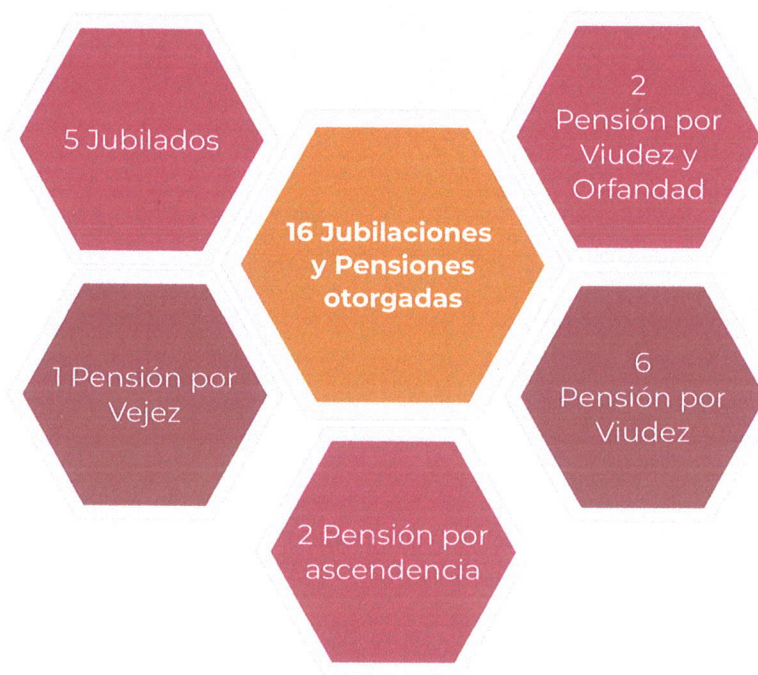 5 Jubilados
2
Pensión por
Viudez y
Orfandad
16 Jubilaciones
y Pensiones
otorgadas
1 Pensión por
Vejez
6
Pensión por
Viudez
2 Pensión por
ascendencia